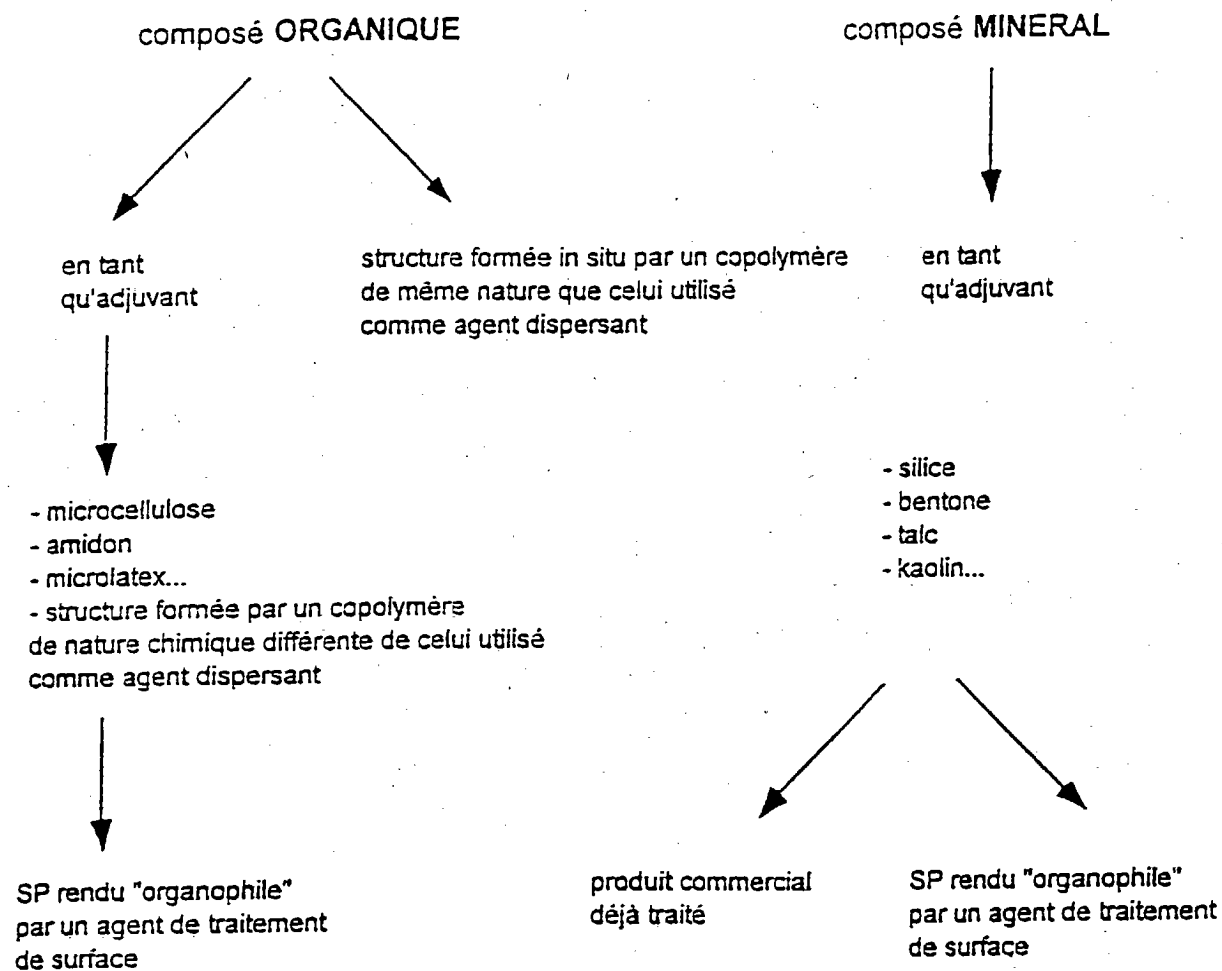 composé ORGANIQUE
composé MINERAL
en tant
qu'adjuvant
structure formée in situ par un copolymère
de même nature que celui utilisé
comme agent dispersant
en tant
qu'adjuvant
- microcellulose
- amidon
- microlatex...
- structure formée par un copolymère
de nature chimique différente de celui utilisé
comme agent dispersant
- silice
- bentone
- talc
- kaolin...
SP rendu "organophile"
par un agent de traitement
de surface
produit commercial
déjà traité
SP rendu "organophile"
par un agent de traitement
de surface